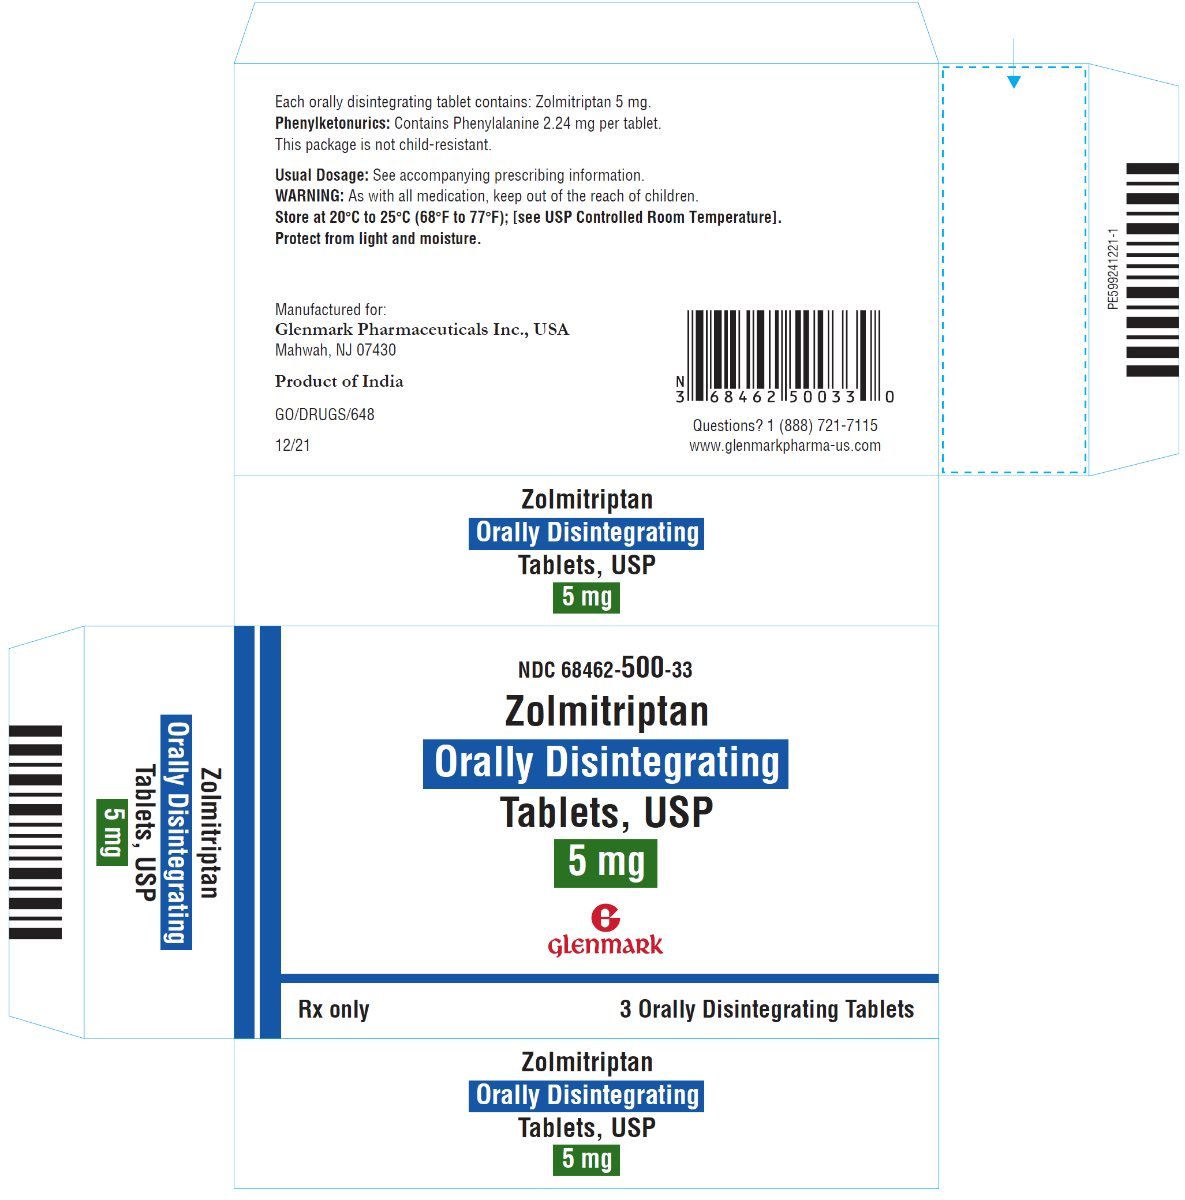 Each orally disintegrating tablet contains: Zolmitriptan 5 mg.
Phenylketonurics: Contains Phenylalanine 2.24 mg per tablet.
This package is not child-resistant.
Usual Dosage: See accompanying prescribing information.
WARNING: As with all medication, keep out of the reach of children.
Store at 20°C to 25°C (68°F to 77°F); [see USP Controlled Room Temperature].
Protect from light and moisture.
Manufactured for:
Glenmark Pharmaceuticals Inc., USA
Mahwah, NJ 07430
Product of India
GO/DRUGS/648
12/21
N
3 68462 50033 0
Questions? 1 (888) 721-7115
www.glenmarkpharma-us.com
PE599241221-1
Zolmitriptan
Orally Disintegrating
Tablets, USP
5 mg
Zolmitriptan
Orally Disintegrating
Tablets, USP
5 mg
NDC 68462-500-33
Zolmitriptan
Orally Disintegrating
Tablets, USP
5 mg
glenmark
Rx only
3 Orally Disintegrating Tablets
Zolmitriptan
Orally Disintegrating
Tablets, USP
5 mg